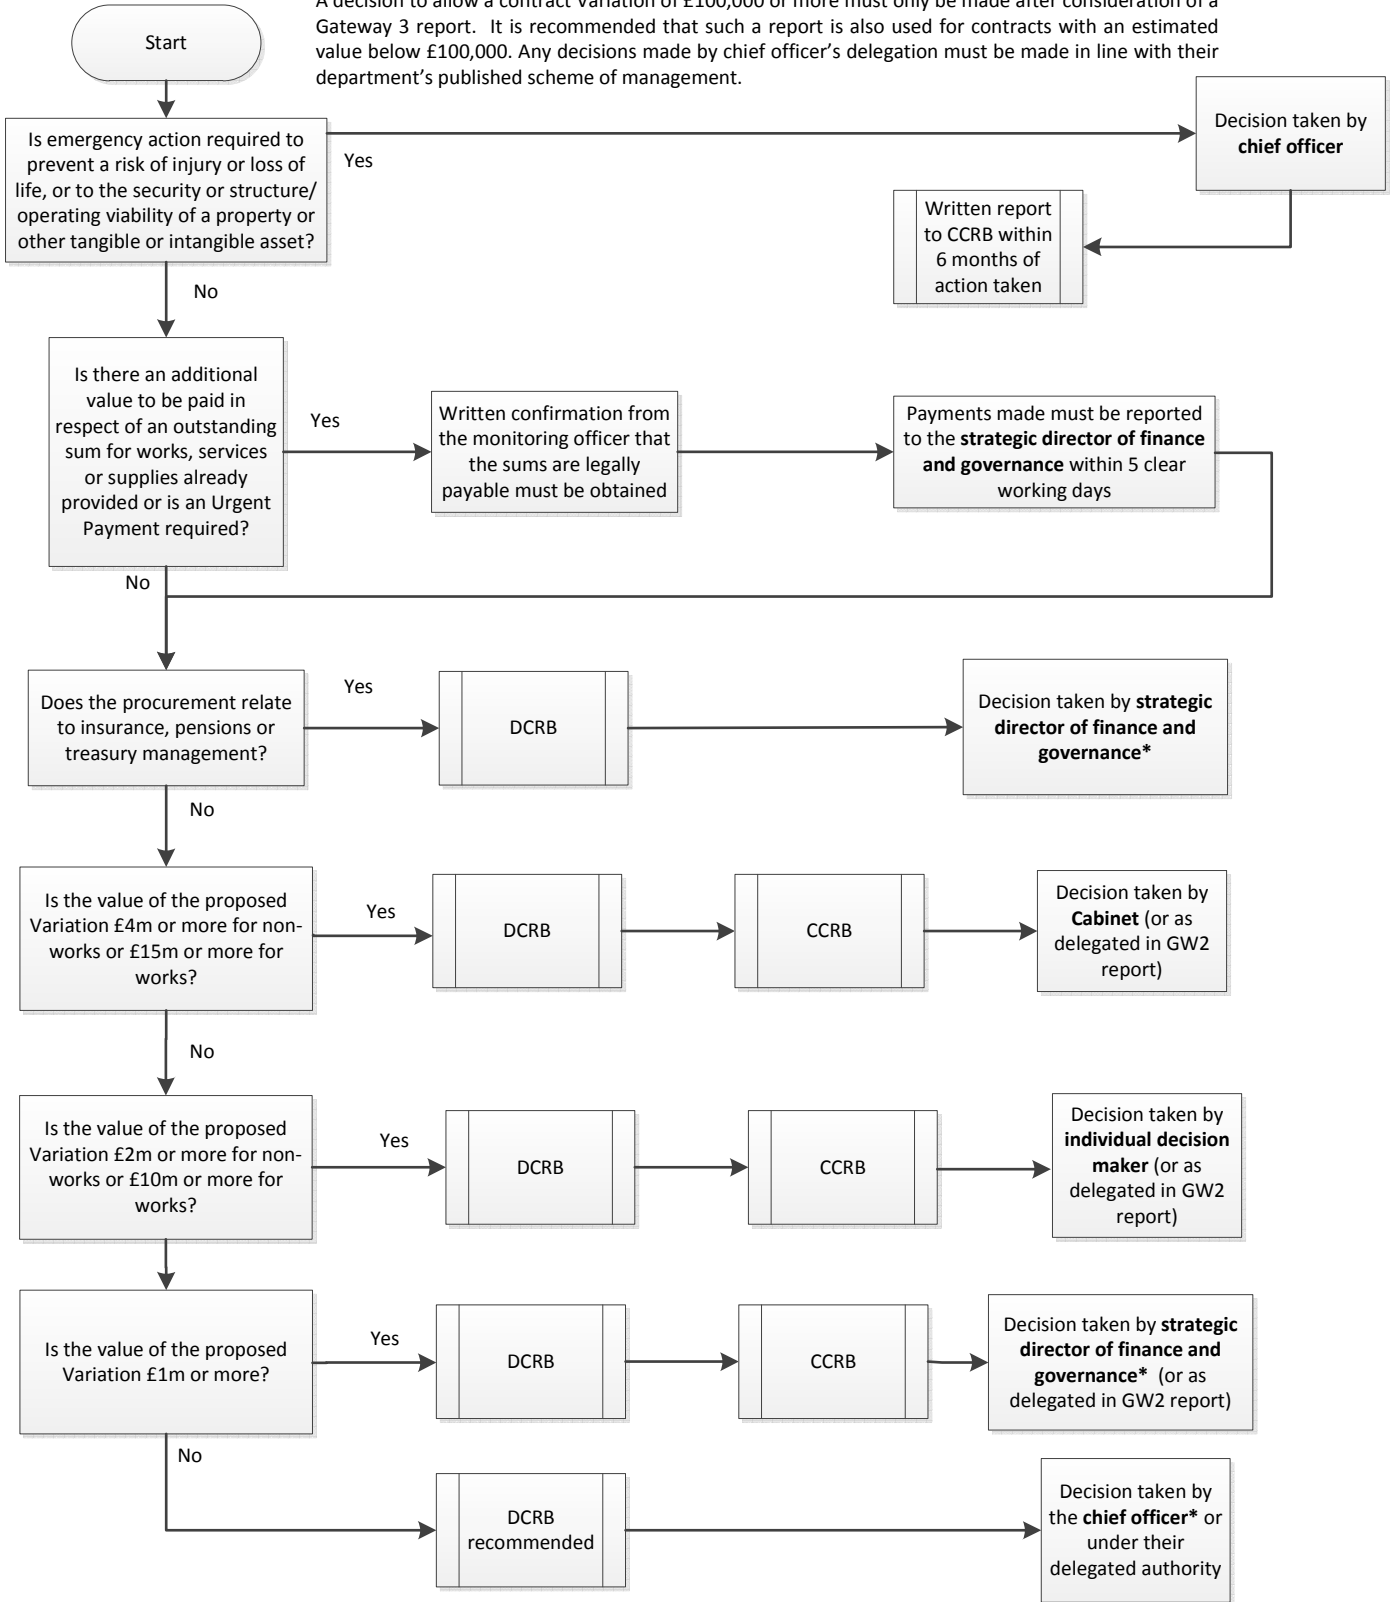 A decision to allow a contract Variation of £100,000 or more must only be made after consideration of a
Gateway 3 report. It is recommended that such a report is also used for contracts with an estimated
value below £100,000. Any decisions made by chief officer's delegation must be made in line with their
department's published scheme of management.
Start
Is emergency action required to
prevent a risk of injury or loss of
life, or to the security or structure/
operating viability of a property or
other tangible or intangible asset?
Yes
Decision taken by
chief officer
Written report
to CCRB within
6 months of
action taken
No
Is there an additional
value to be paid in
respect of an outstanding
sum for works, services
or supplies already
provided or is an Urgent
Payment required?
Yes
Written confirmation from
the monitoring officer that
the sums are legally
payable must be obtained
Payments made must be reported
to the strategic director of finance
and governance within 5 clear
working days
No
Does the procurement relate
to insurance, pensions or
treasury management?
Yes
DCRB
Decision taken by strategic
director of finance and
governance*
No
Is the value of the proposed
Variation £4m or more for non-
works or £15m or more for
works?
Yes
DCRB
CCRB
Decision taken by
Cabinet (or as
delegated in GW2
report)
No
Is the value of the proposed
Variation £2m or more for non-
works or £10m or more for
works?
Yes
DCRB
CCRB
Decision taken by
individual decision
maker (or as
delegated in GW2
report)
Is the value of the proposed
Variation £1m or more?
Yes
DCRB
CCRB
Decision taken by strategic
director of finance and
governance* (or as
delegated in GW2 report)
No
DCRB
recommended
Decision taken by
the chief officer* or
under their
delegated authority